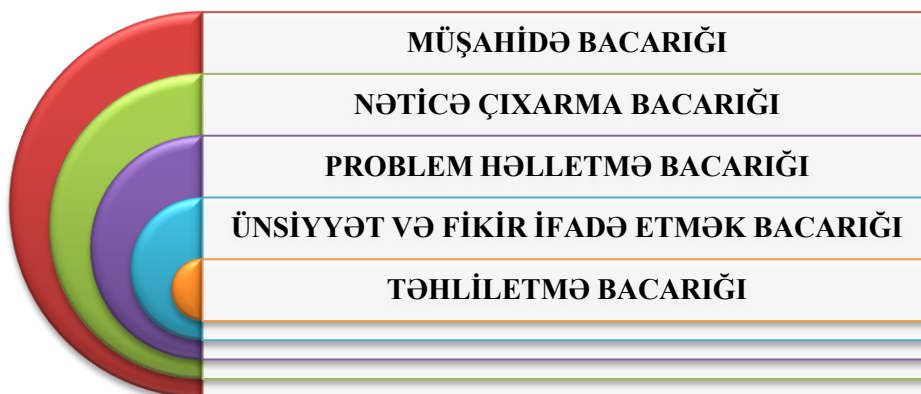 MÜŞAHİDƏ BACARIĞI
NƏTİCƏ ÇIXARMA BACARIĞI
PROBLEM HƏLLETMƏ BACARIĞI
ÜNSİYYƏT VƏ FİKİR İFADƏ ETMƏK BACARIĞI
TƏHLİLETMƏ BACARIĞI